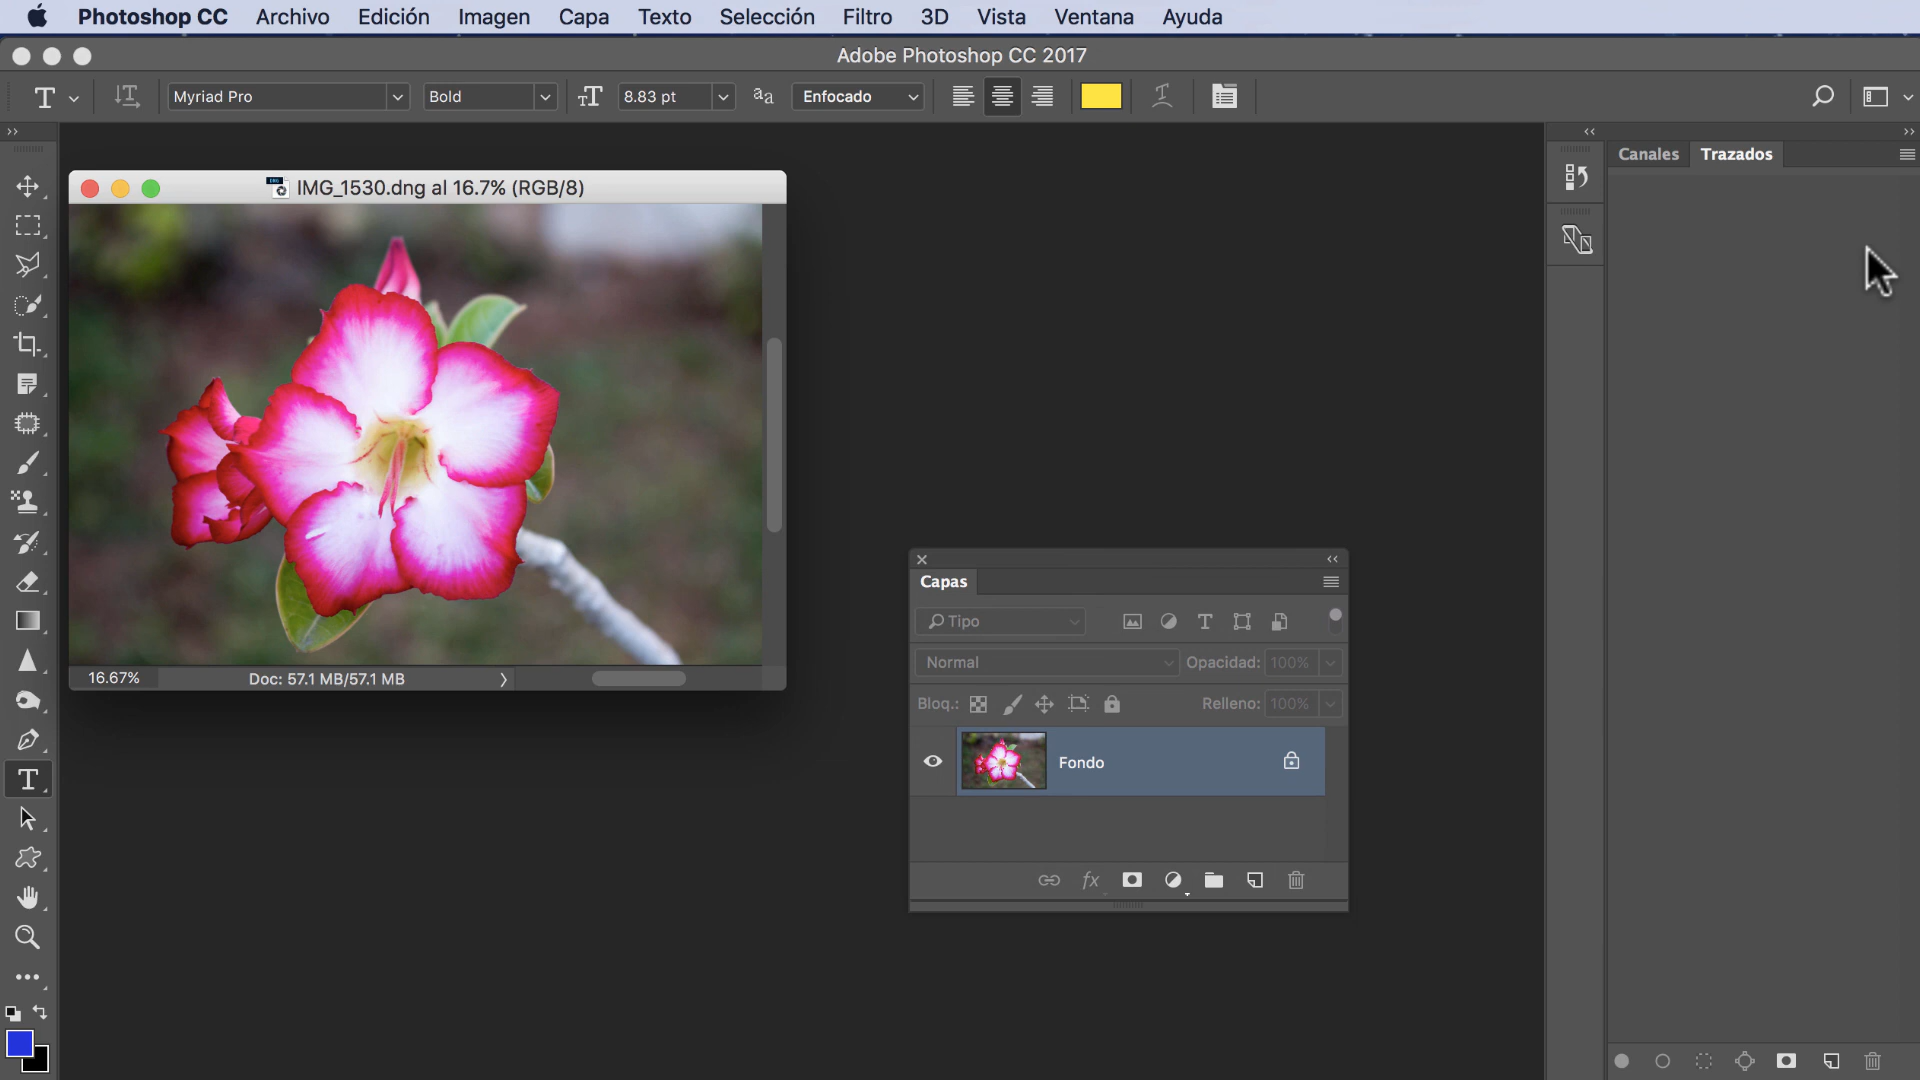 Photoshop CC Archivo Edición Imagen Capa Texto Selección Filtro 3D Vista Ventana Ayuda
Adobe Photoshop CC 2017
Myriad Pro Bold 8.83 pt aa Enfocado
Canales Trazados
IMG_1530.dng al 16.7% (RGB/8)
16.67% Doc: 57.1 MB/57.1 MB
Capas
Tipo
Normal Opacidad: 100%
Bloq.: Relleno: 100%
Fondo
fx